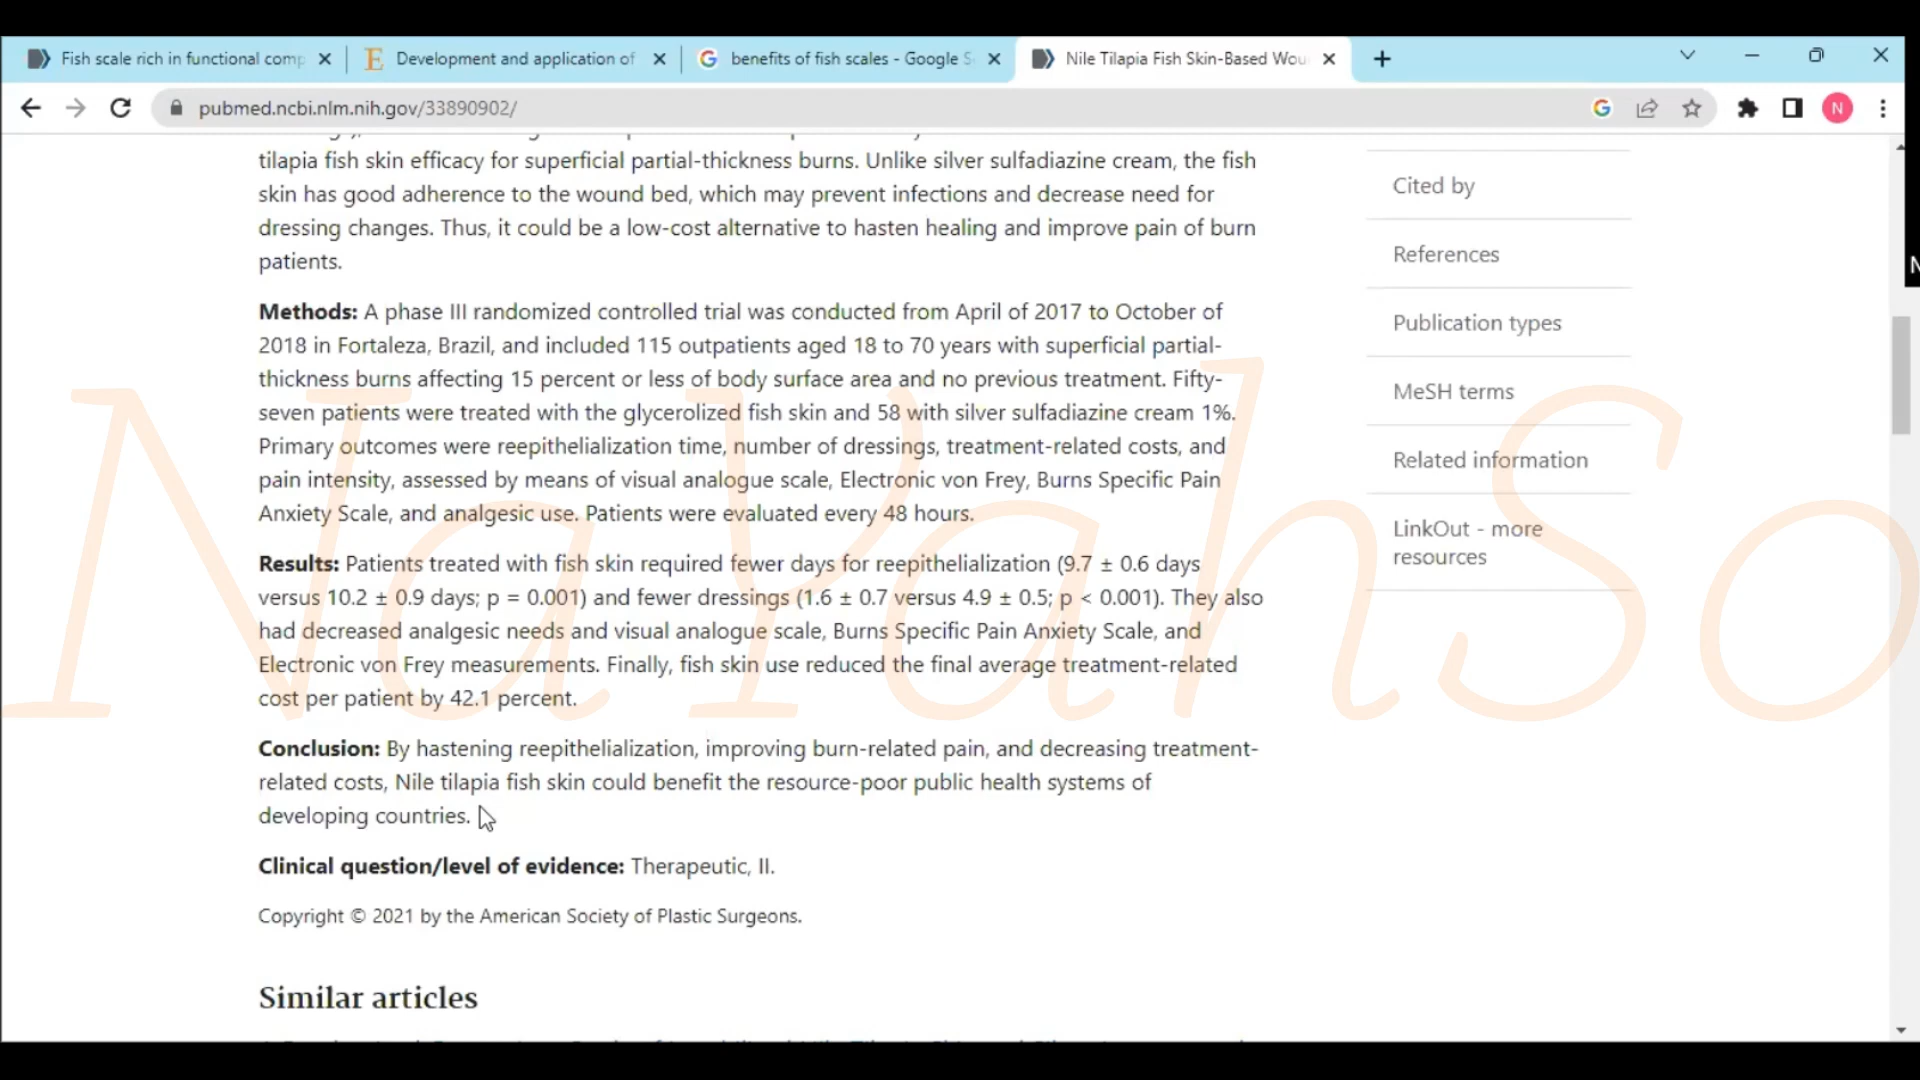 Fish scale rich in functional comp
Development and application of
benefits of fish scales - Google S
Nile Tilapia Fish Skin-Based Wou
pubmed.ncbi.nlm.nih.gov/33890902/
N
tilapia fish skin efficacy for superficial partial-thickness burns. Unlike silver sulfadiazine cream, the fish
skin has good adherence to the wound bed, which may prevent infections and decrease need for
dressing changes. Thus, it could be a low-cost alternative to hasten healing and improve pain of burn
patients.
Methods: A phase III randomized controlled trial was conducted from April of 2017 to October of
2018 in Fortaleza, Brazil, and included 115 outpatients aged 18 to 70 years with superficial partial-
thickness burns affecting 15 percent or less of body surface area and no previous treatment. Fifty-
seven patients were treated with the glycerolized fish skin and 58 with silver sulfadiazine cream 1%.
Primary outcomes were reepithelialization time, number of dressings, treatment-related costs, and
pain intensity, assessed by means of visual analogue scale, Electronic von Frey, Burns Specific Pain
Anxiety Scale, and analgesic use. Patients were evaluated every 48 hours.
Results: Patients treated with fish skin required fewer days for reepithelialization (9.7 ± 0.6 days
versus 10.2 ± 0.9 days; p = 0.001) and fewer dressings (1.6 ± 0.7 versus 4.9 ± 0.5; p < 0.001). They also
had decreased analgesic needs and visual analogue scale, Burns Specific Pain Anxiety Scale, and
Electronic von Frey measurements. Finally, fish skin use reduced the final average treatment-related
cost per patient by 42.1 percent.
Conclusion: By hastening reepithelialization, improving burn-related pain, and decreasing treatment-
related costs, Nile tilapia fish skin could benefit the resource-poor public health systems of
developing countries.
Clinical question/level of evidence: Therapeutic, II.
Copyright © 2021 by the American Society of Plastic Surgeons.
Similar articles
Cited by
References
Publication types
MeSH terms
Related information
LinkOut - more
resources
N
NaYahSo